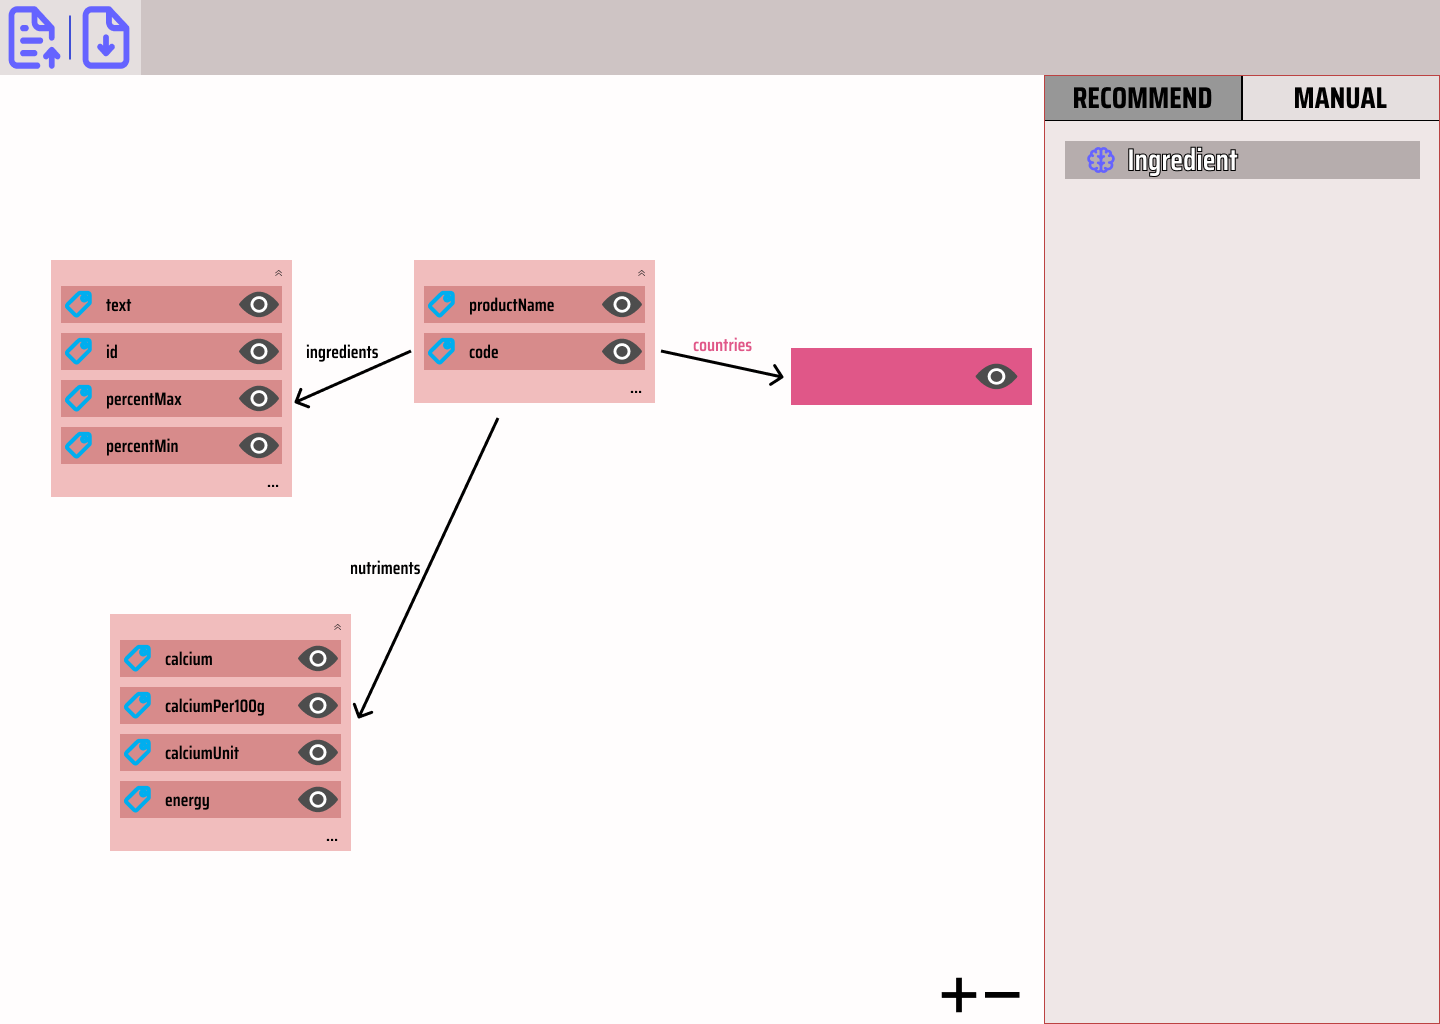 RECOMMEND
MANUAL
Ingredient
text
id
percentMax
percentMin
...
ingredients
productName
code
...
countries
nutriments
calcium
calciumPer100g
calciumUnit
energy
...